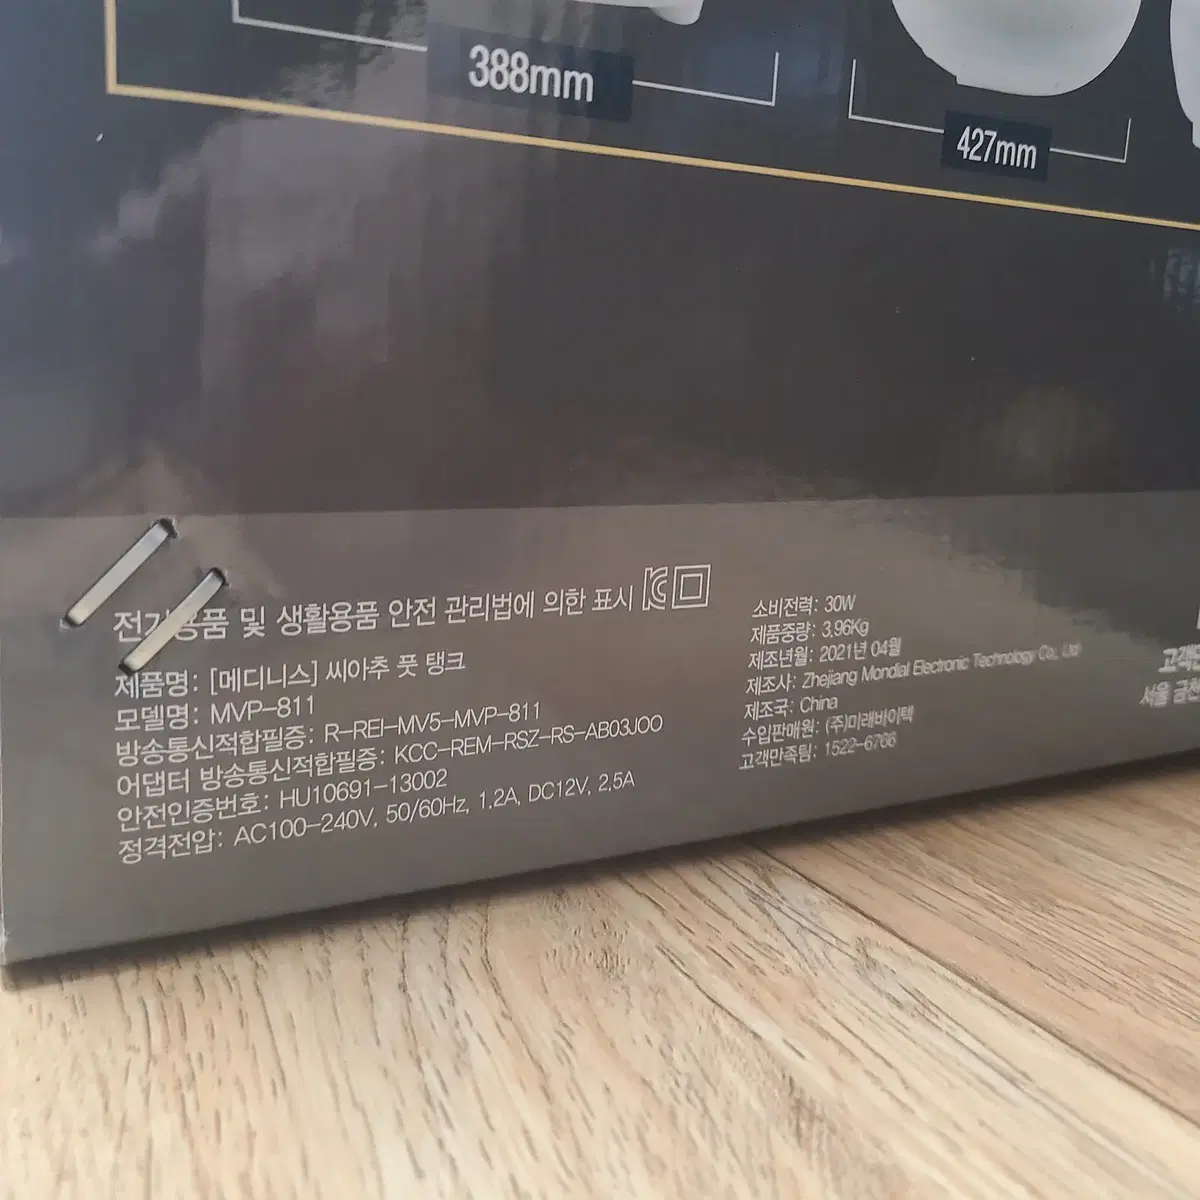 388mm
427mm
전기용품 및 생활용품 안전 관리법에 의한 표시
제품명: [메디니스] 씨아추 풋 탱크
모델명: MVP-811
방송통신적합필증: R-REI-MV5-MVP-811
어댑터 방송통신적합필증: KCC-REM-RSZ-RS-AB03JOO
안전인증번호: HU10691-13002
정격전압: AC100-240V, 50/60Hz, 1.2A, DC12V, 2.5A
소비전력: 30W
제품중량: 3.96Kg
제조년월: 2021년 04월
제조사: Zhejiang Mondial Electronic Technology Co., Ltd
제조국: China
수입판매원: (주)미래바이텍
고객만족팀: 1522-6766
서울